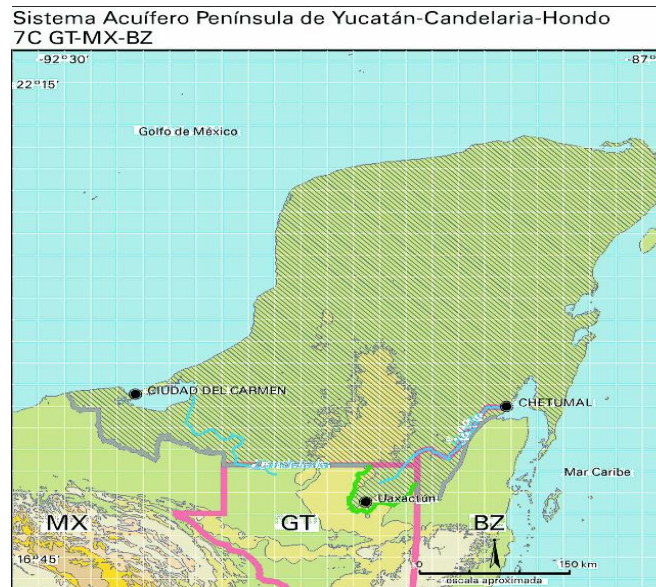 Sistema Acuífero Península de Yucatán-Candelaria-Hondo
7C GT-MX-BZ
-92°30'
-87°
22°15'
Golfo de México
CIUDAD DEL CARMEN
CHETUMAL
Mar Caribe
Uaxactún
MX
GT
BZ
16°45'
0
150 km
escala aproximada